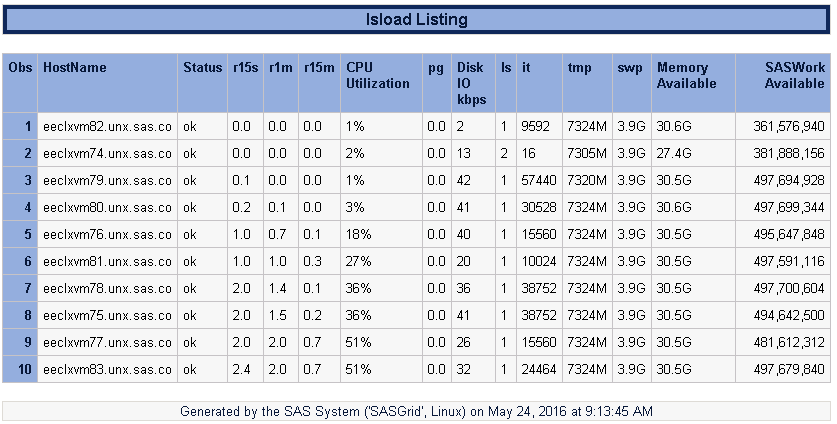 lsload Listing
Obs HostName Status r15s r1m r15m CPU Utilization pg Disk IO kbps ls it tmp swp Memory Available SASWork Available
1 eeclxvm82.unx.sas.co ok 0.0 0.0 0.0 1% 0.0 2 1 9592 7324M 3.9G 30.6G 361,576,940
2 eeclxvm74.unx.sas.co ok 0.0 0.0 0.0 2% 0.0 13 2 16 7305M 3.9G 27.4G 381,888,156
3 eeclxvm79.unx.sas.co ok 0.1 0.0 0.0 1% 0.0 42 1 57440 7320M 3.9G 30.5G 497,694,928
4 eeclxvm80.unx.sas.co ok 0.2 0.1 0.0 3% 0.0 41 1 30528 7324M 3.9G 30.6G 497,699,344
5 eeclxvm76.unx.sas.co ok 1.0 0.7 0.1 18% 0.0 40 1 15560 7324M 3.9G 30.5G 495,647,848
6 eeclxvm81.unx.sas.co ok 1.0 1.0 0.3 27% 0.0 20 1 10024 7324M 3.9G 30.5G 497,591,116
7 eeclxvm78.unx.sas.co ok 2.0 1.4 0.1 36% 0.0 36 1 38752 7324M 3.9G 30.5G 497,700,604
8 eeclxvm75.unx.sas.co ok 2.0 1.5 0.2 36% 0.0 41 1 38752 7324M 3.9G 30.5G 494,642,500
9 eeclxvm77.unx.sas.co ok 2.0 2.0 0.7 51% 0.0 26 1 15560 7324M 3.9G 30.5G 481,612,312
10 eeclxvm83.unx.sas.co ok 2.4 2.0 0.7 51% 0.0 32 1 24464 7324M 3.9G 30.5G 497,679,840
Generated by the SAS System ('SASGrid', Linux) on May 24, 2016 at 9:13:45 AM